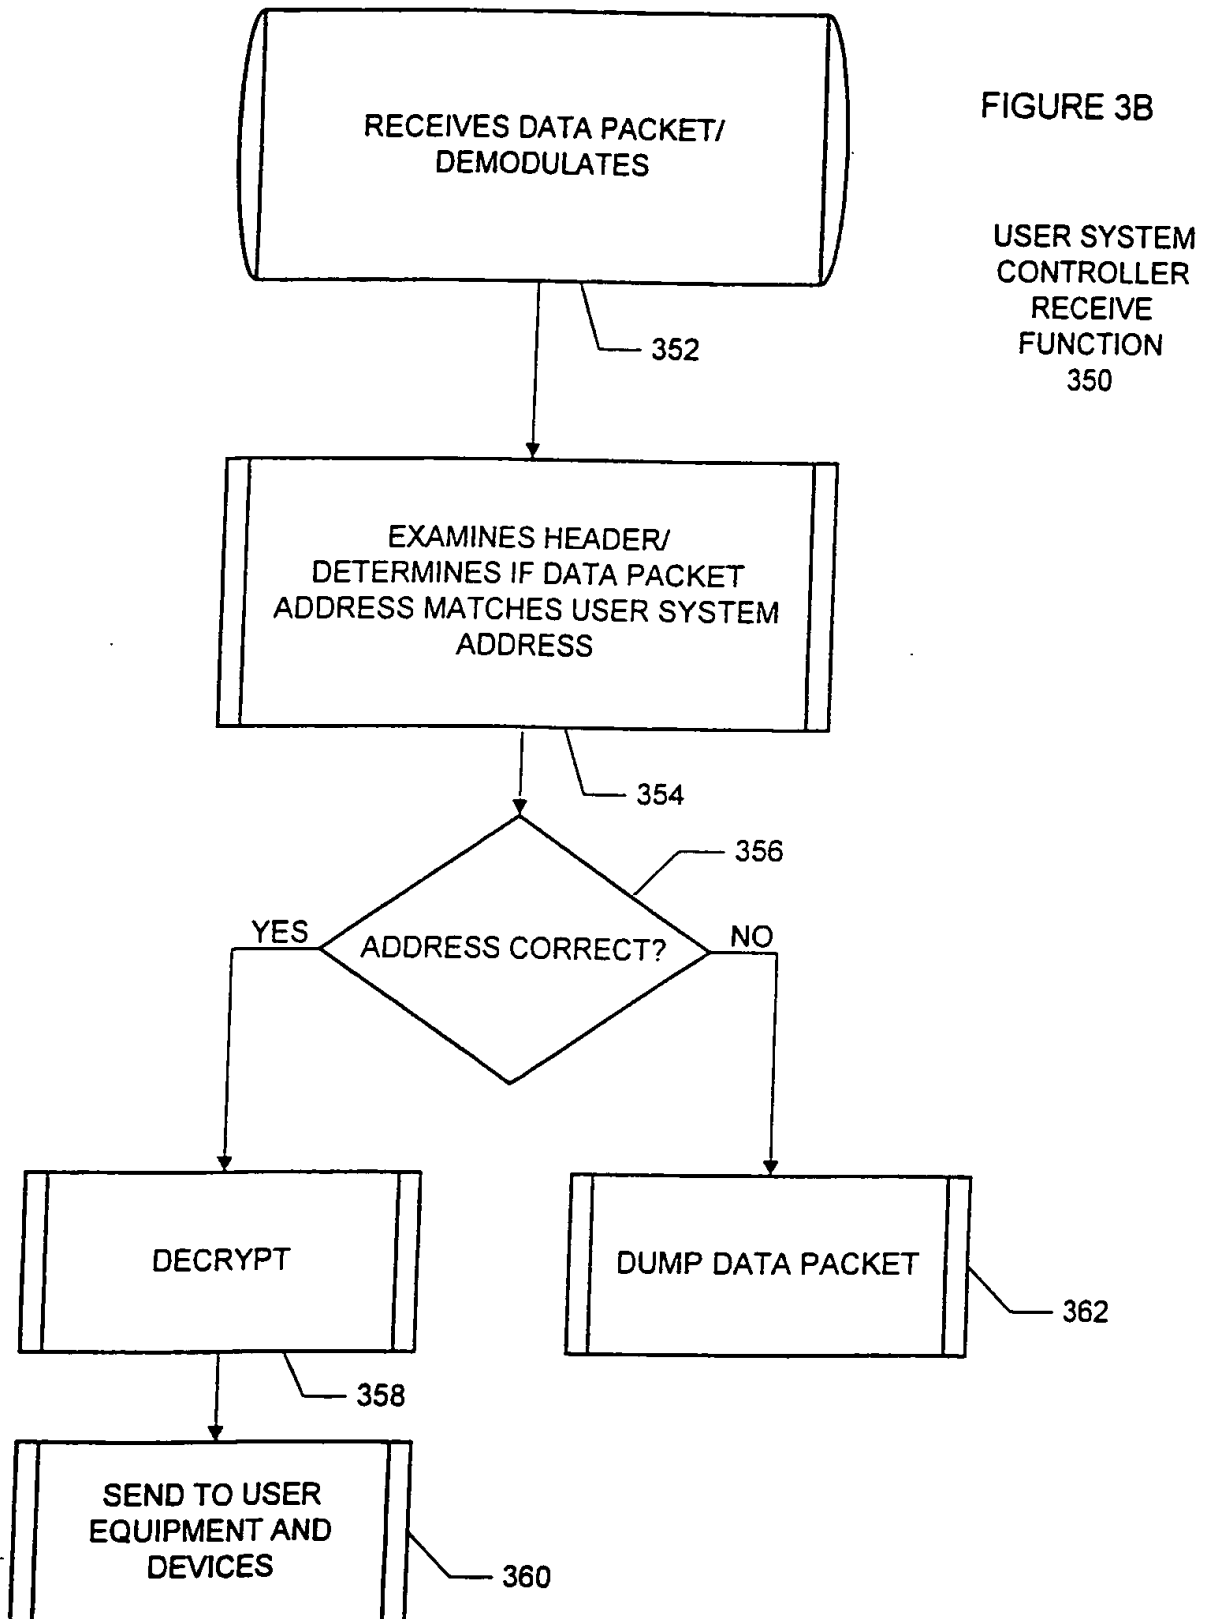 RECEIVES DATA PACKET/
DEMODULATES
FIGURE 3B
USER SYSTEM
CONTROLLER
RECEIVE
FUNCTION
350
352
EXAMINES HEADER/
DETERMINES IF DATA PACKET
ADDRESS MATCHES USER SYSTEM
ADDRESS
354
356
YES
ADDRESS CORRECT?
NO
DECRYPT
DUMP DATA PACKET
362
358
SEND TO USER
EQUIPMENT AND
DEVICES
360